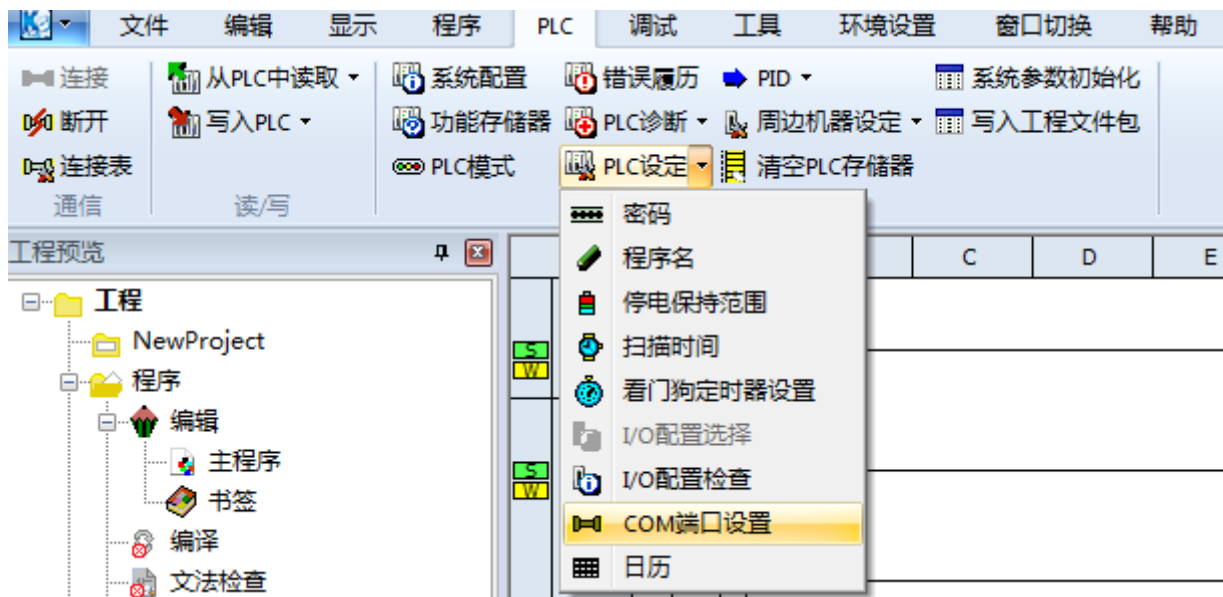 文件 编辑 显示 程序 PLC 调试 工具 环境设置 窗口切换 帮助
连接 从PLC中读取 系统配置 错误履历 PID 系统参数初始化
断开 写入PLC 功能存储器 PLC诊断 周边机器设定 写入工程文件包
连接表 PLC模式 PLC设定 清空PLC存储器
通信 读/写
密码
工程预览 程序名 C D E
工程 停电保持范围
NewProject 扫描时间
S
W
程序 看门狗定时器设置
编辑 I/O配置选择
主程序 I/O配置检查
S
W
书签 COM端口设置
编译 日历
文法检查